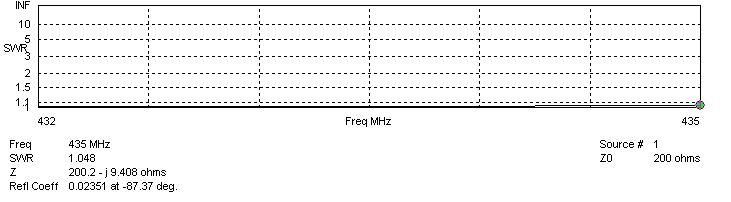 INF
10
5
SWR
3
2
1.5
1.1
1
432 Freq MHz 435
Freq 435 MHz Source # 1
SWR 1.048 Z0 200 ohms
Z 200.2 - j 9.408 ohms
Refl Coeff 0.02351 at -87.37 deg.